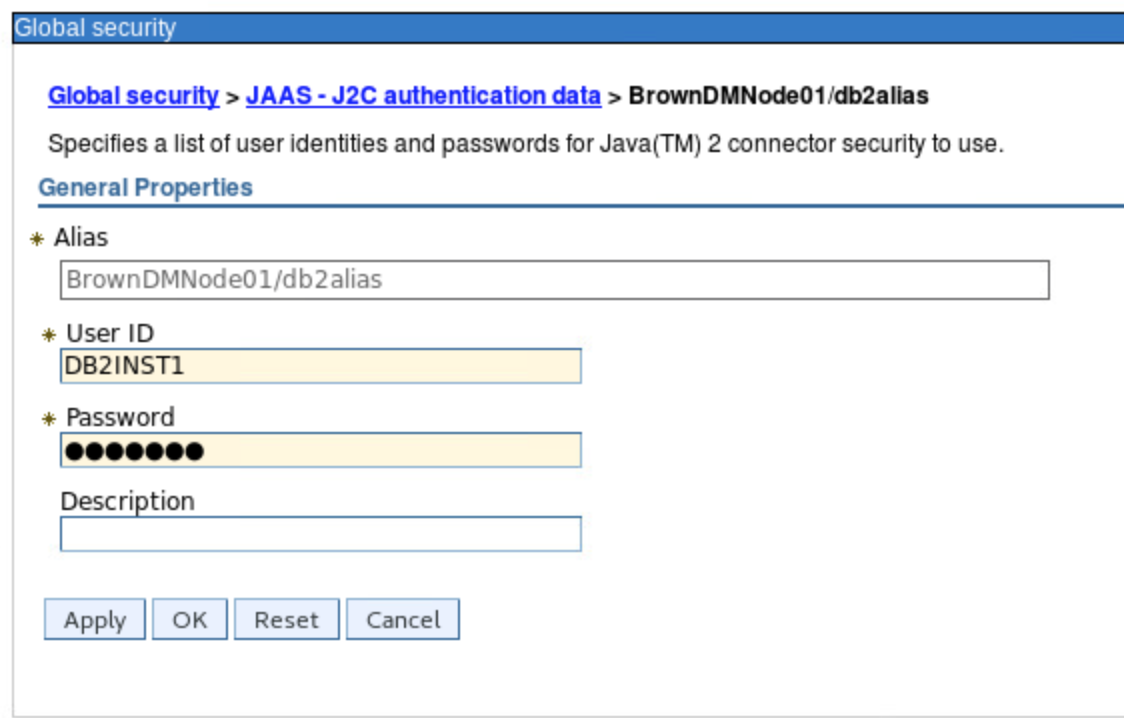 Global security
Global security > JAAS - J2C authentication data > BrownDMNode01/db2alias
Specifies a list of user identities and passwords for Java(TM) 2 connector security to use.
General Properties
* Alias
BrownDMNode01/db2alias
* User ID
DB2INST1
* Password
●●●●●●●
Description
Apply OK Reset Cancel